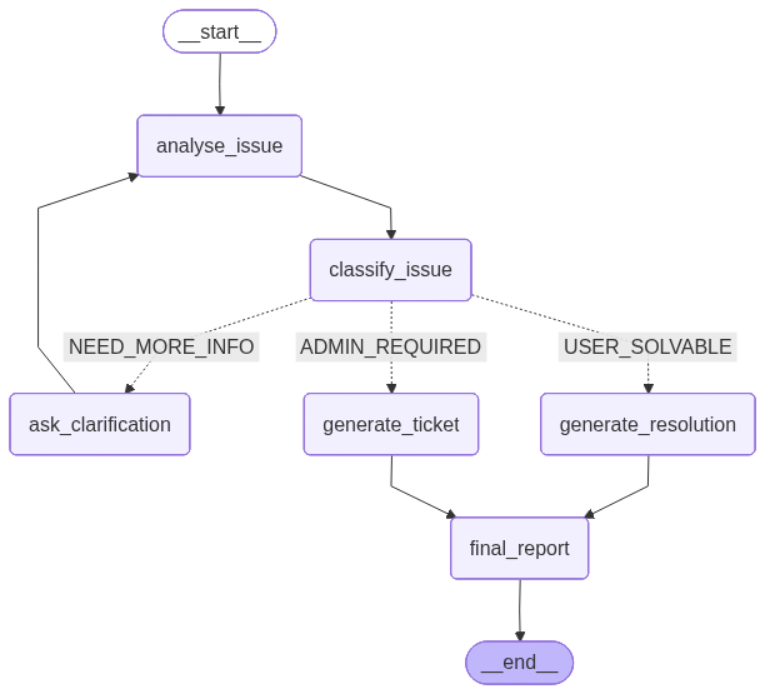 __start__
analyse_issue
classify_issue
NEED_MORE_INFO
ADMIN_REQUIRED
USER_SOLVABLE
ask_clarification
generate_ticket
generate_resolution
final_report
__end__